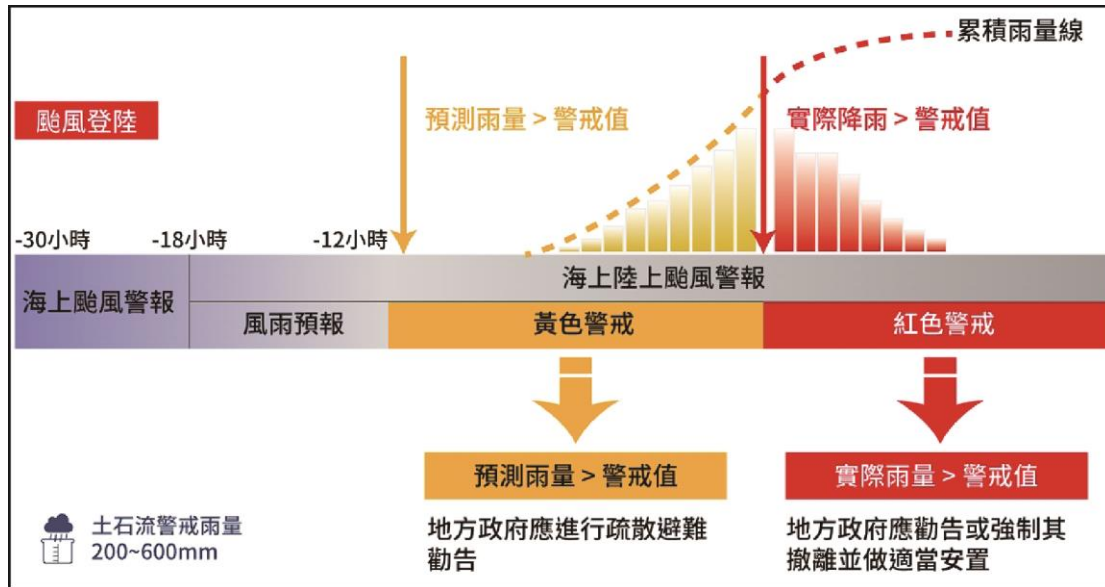 累積雨量線
颱風登陸
預測雨量 > 警戒值
實際降雨 > 警戒值
-30小時
-18小時
-12小時
海上颱風警報
海上陸上颱風警報
風雨預報
黃色警戒
紅色警戒
預測雨量 > 警戒值
實際雨量 > 警戒值
地方政府應進行疏散避難
勸告
地方政府應勸告或強制其
撤離並做適當安置
土石流警戒雨量
200~600mm